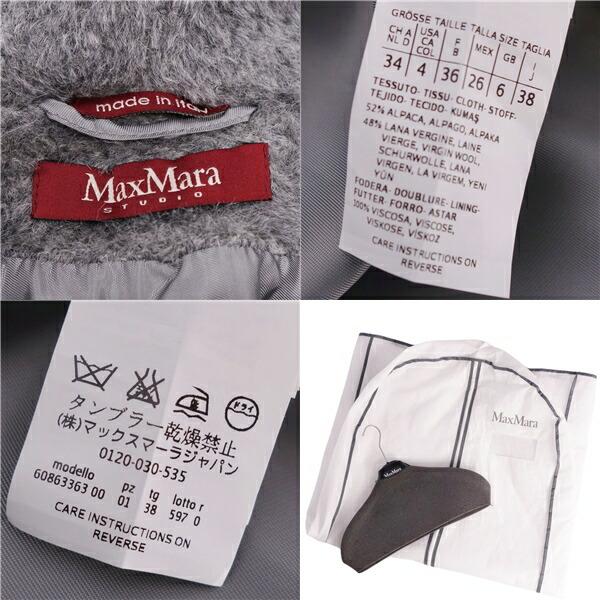 made in italy
MaxMara
STUDIO
GRÖSSE TAILLE TALLA SIZE TAGLIA
CH A NL D USA CA COL F B MEX GB I J
34 4 36 26 6 38
TESSUTO- TISSU- CLOTH- STOFF-
TEJIDO- TECIDO- KUMAŞ
52% ALPACA, ALPAGO, ALPAKA
48% LANA VERGINE, LAINE
VIERGE, VIRGIN WOOL,
SCHURWOLLE, LANA
VIRGEN, LA VIRGEM, YENI
YÜN
FODERA- DOUBLURE- LINING-
FUTTER- FORRO- ASTAR
100% VISCOSA, VISCOSE,
VISKOSE, VİSKOZ
CARE INSTRUCTIONS ON
REVERSE
ドライ
タンブラー乾燥禁止
(株)マックスマーラジャパン
0120-030-535
modello pz tg lotto r
60863363 00 01 38 597 0
CARE INSTRUCTIONS ON
REVERSE
MaxMara
MaxMara